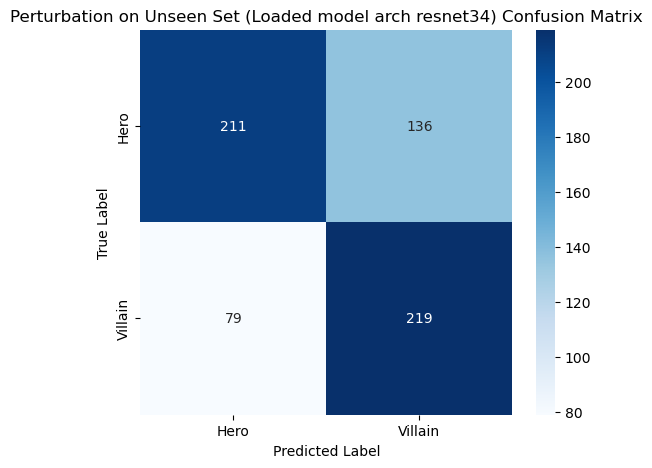 Perturbation on Unseen Set (Loaded model arch resnet34) Confusion Matrix
Hero
211
136
Villain
79
219
True Label
Hero
Villain
Predicted Label
200
180
160
140
120
100
80